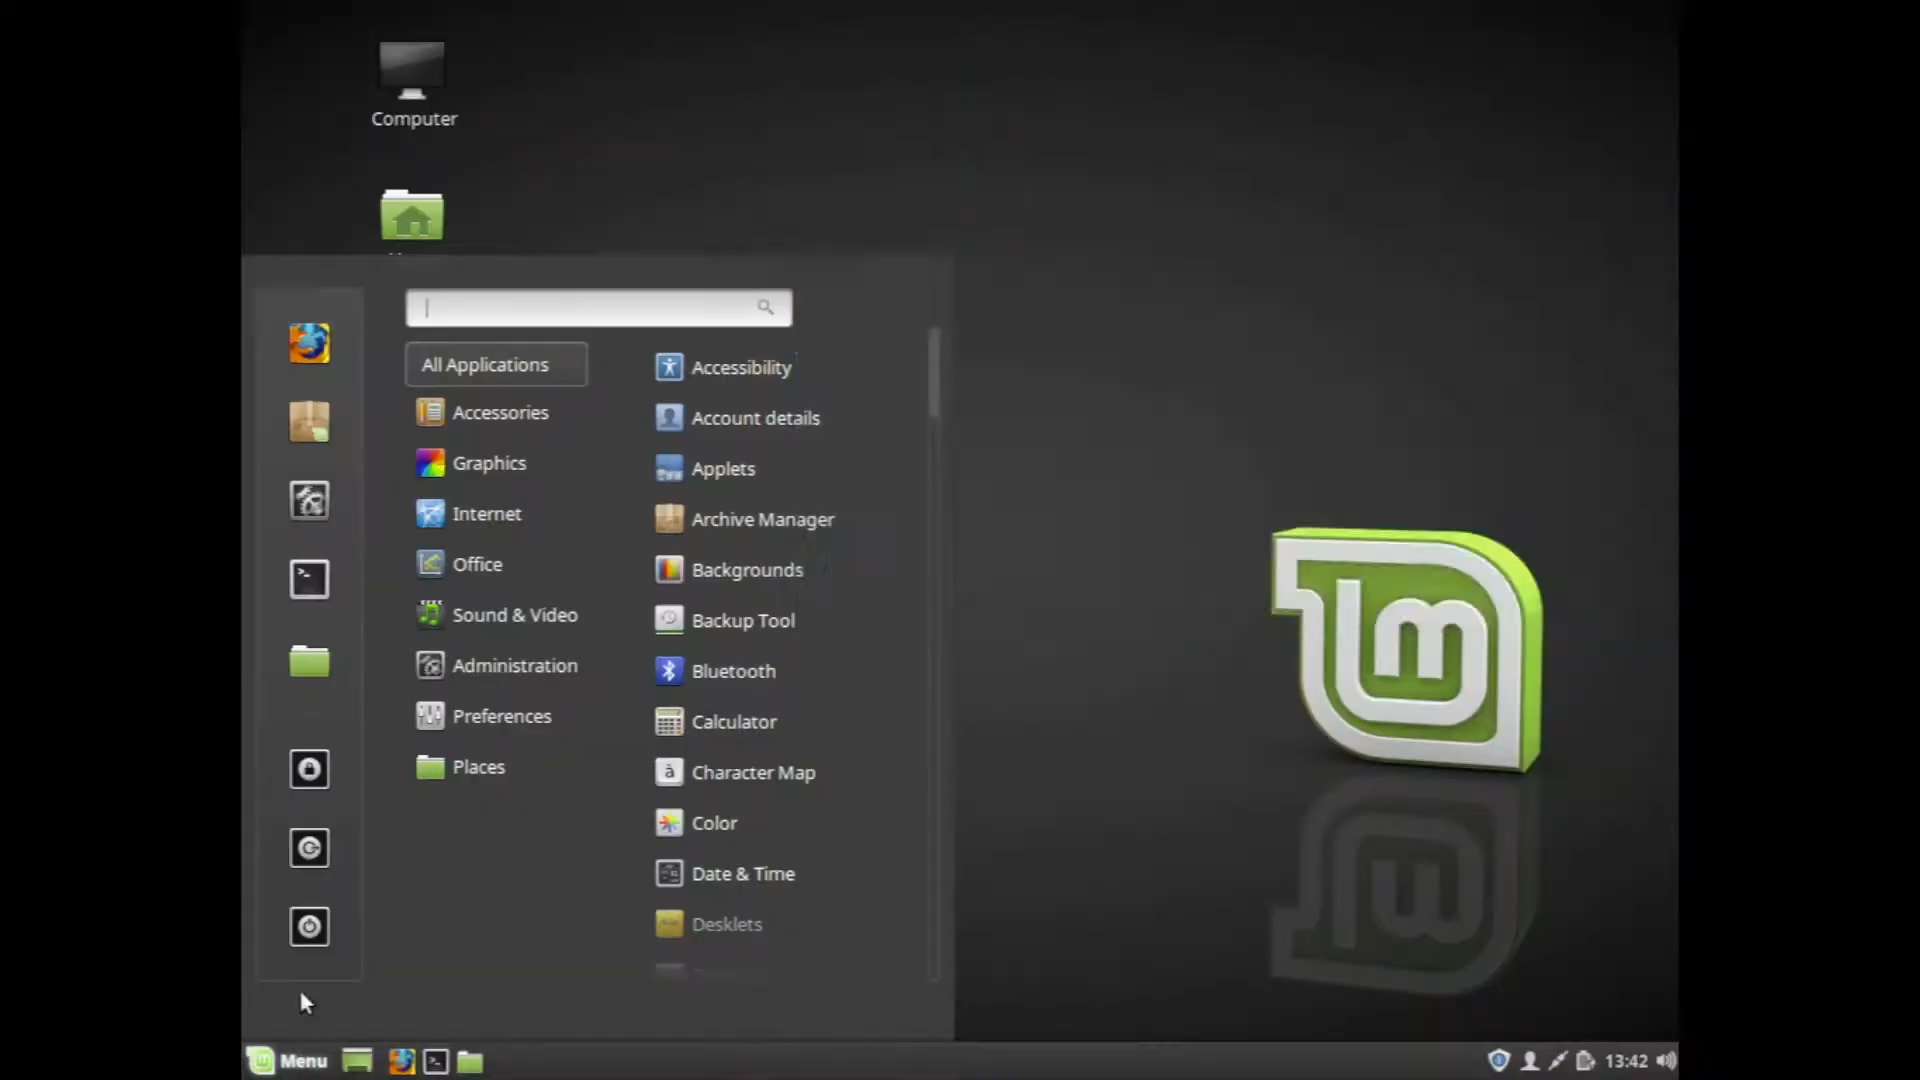 Computer
All Applications
Accessories
Graphics
Internet
Office
Sound & Video
Administration
Preferences
Places
Accessibility
Account details
Applets
Archive Manager
Backgrounds
Backup Tool
Bluetooth
Calculator
Character Map
Color
Date & Time
Desklets
Menu
13:42